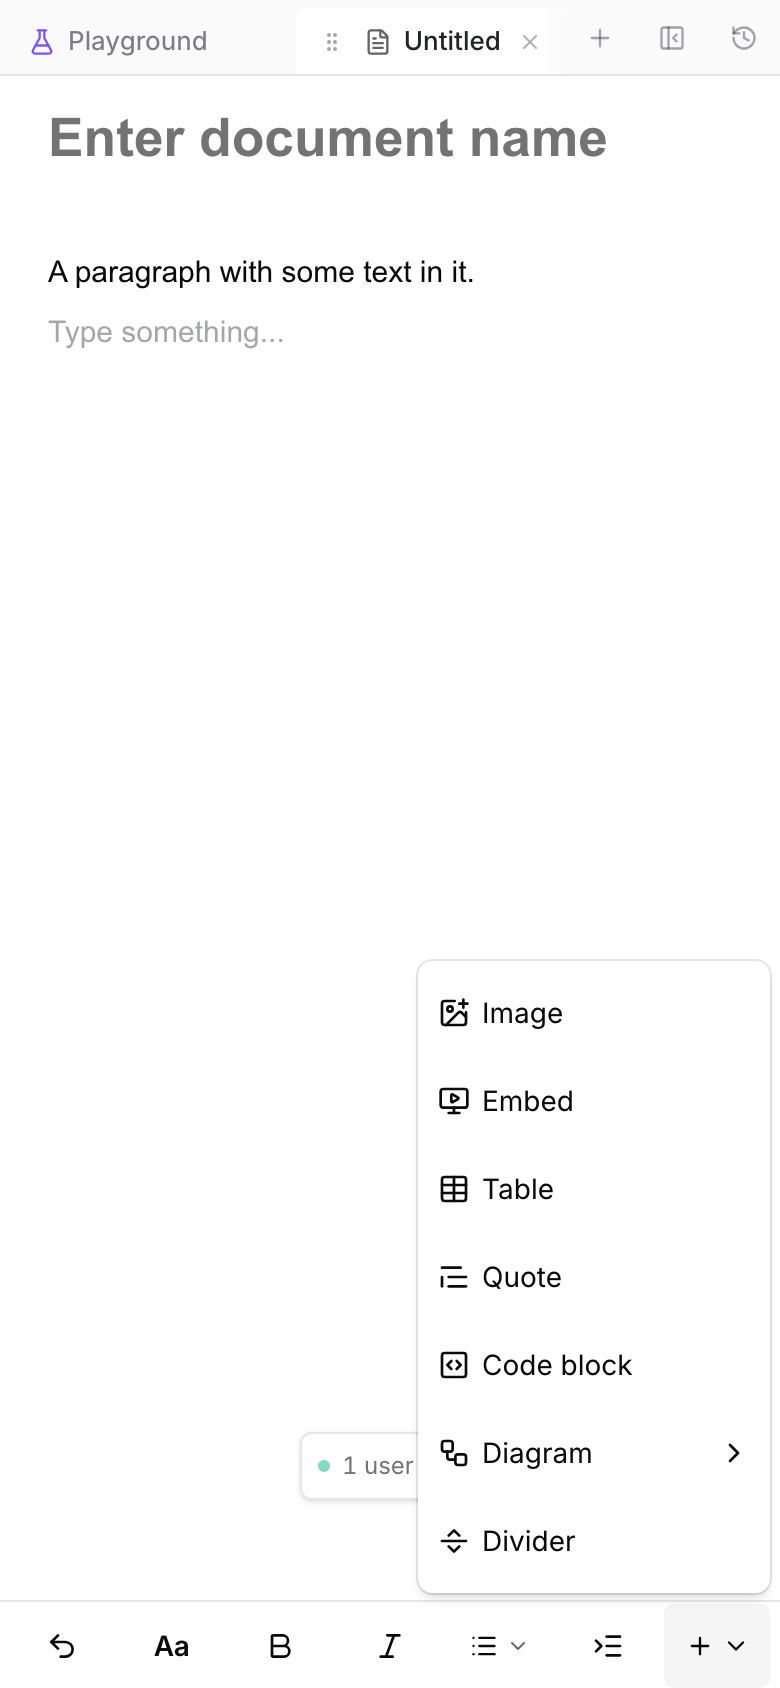 Playground
Untitled
Enter document name
A paragraph with some text in it.
Type something...
Image
Embed
Table
Quote
Code block
1 user
Diagram
Divider
Aa
B
I